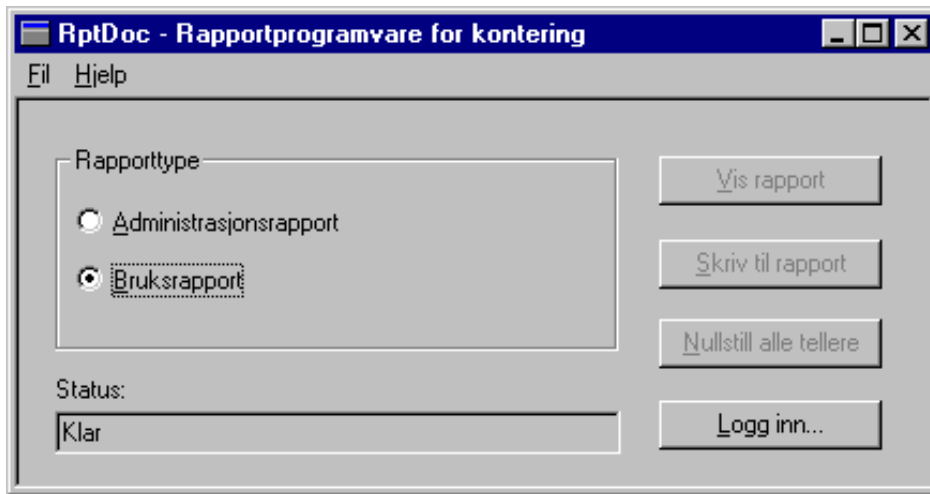 RptDoc - Rapportprogramvare for kontering
Fil Hjelp
Rapporttype
Administrasjonsrapport
Bruksrapport
Vis rapport
Skriv til rapport
Nullstill alle tellere
Status:
Klar
Logg inn...